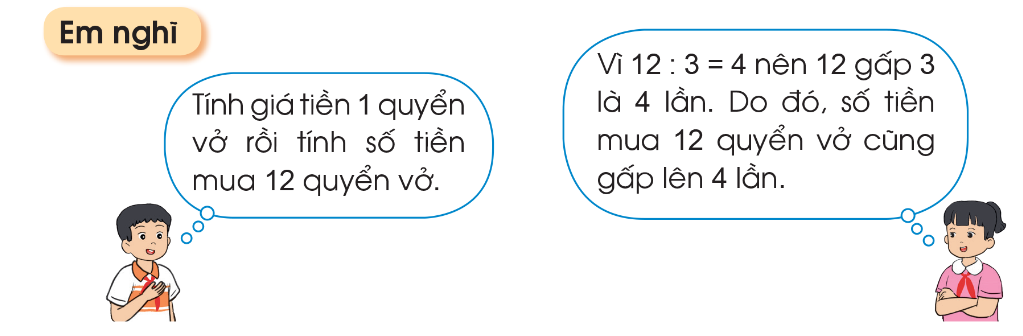 Em nghĩ
Tính giá tiền 1 quyển
vở rồi tính số tiền
mua 12 quyển vở.
Vì 12 : 3 = 4 nên 12 gấp 3
là 4 lần. Do đó, số tiền
mua 12 quyển vở cũng
gấp lên 4 lần.